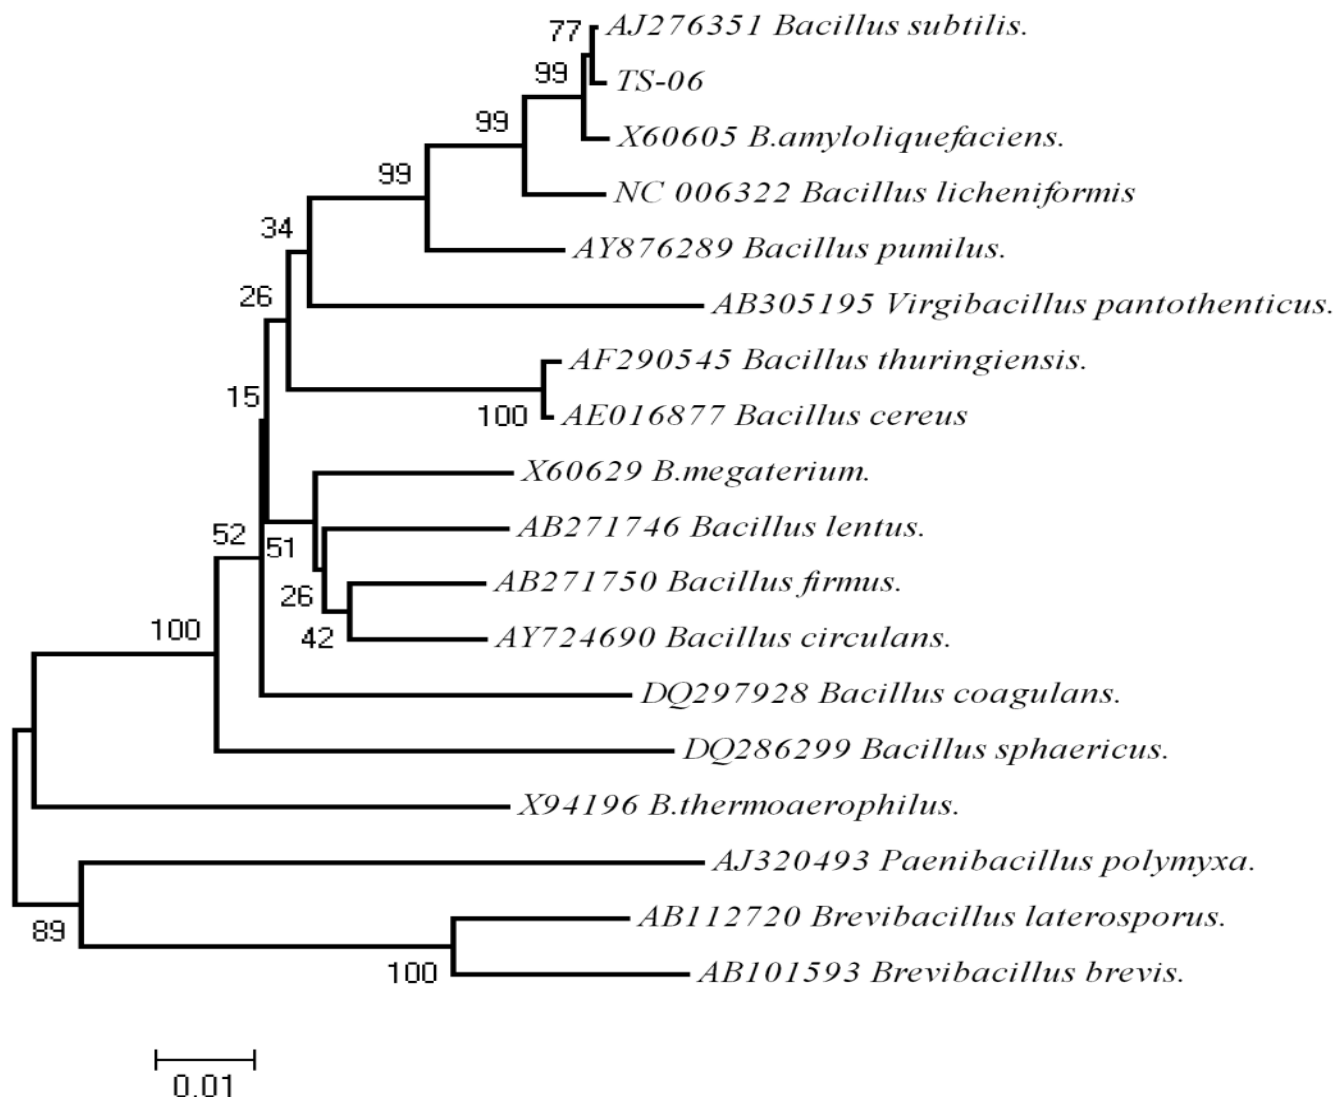 77
AJ276351 Bacillus subtilis.
99
TS-06
99
X60605 B.amyloliquefaciens.
99
NC 006322 Bacillus licheniformis
34
AY876289 Bacillus pumilus.
26
AB305195 Virgibacillus pantothenticus.
AF290545 Bacillus thuringiensis.
15
100
AE016877 Bacillus cereus
X60629 B.megaterium.
52
51
AB271746 Bacillus lentus.
26
AB271750 Bacillus firmus.
100
42
AY724690 Bacillus circulans.
DQ297928 Bacillus coagulans.
DQ286299 Bacillus sphaericus.
X94196 B.thermoaerophilus.
AJ320493 Paenibacillus polymyxa.
89
AB112720 Brevibacillus laterosporus.
100
AB101593 Brevibacillus brevis.
0.01